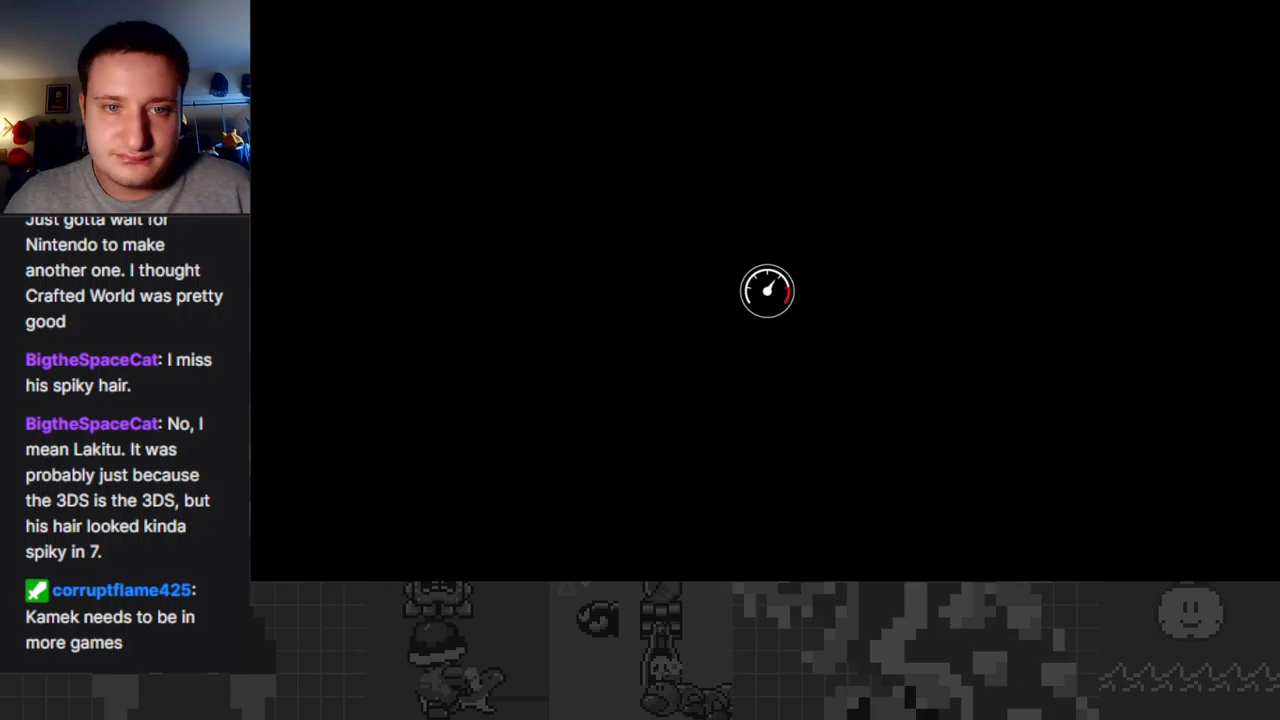 Just gotta wait for
Nintendo to make
another one. I thought
Crafted World was pretty
good
BigtheSpaceCat: I miss
his spiky hair.
BigtheSpaceCat: No, I
mean Lakitu. It was
probably just because
the 3DS is the 3DS, but
his hair looked kinda
spiky in 7.
corruptflame425:
Kamek needs to be in
more games